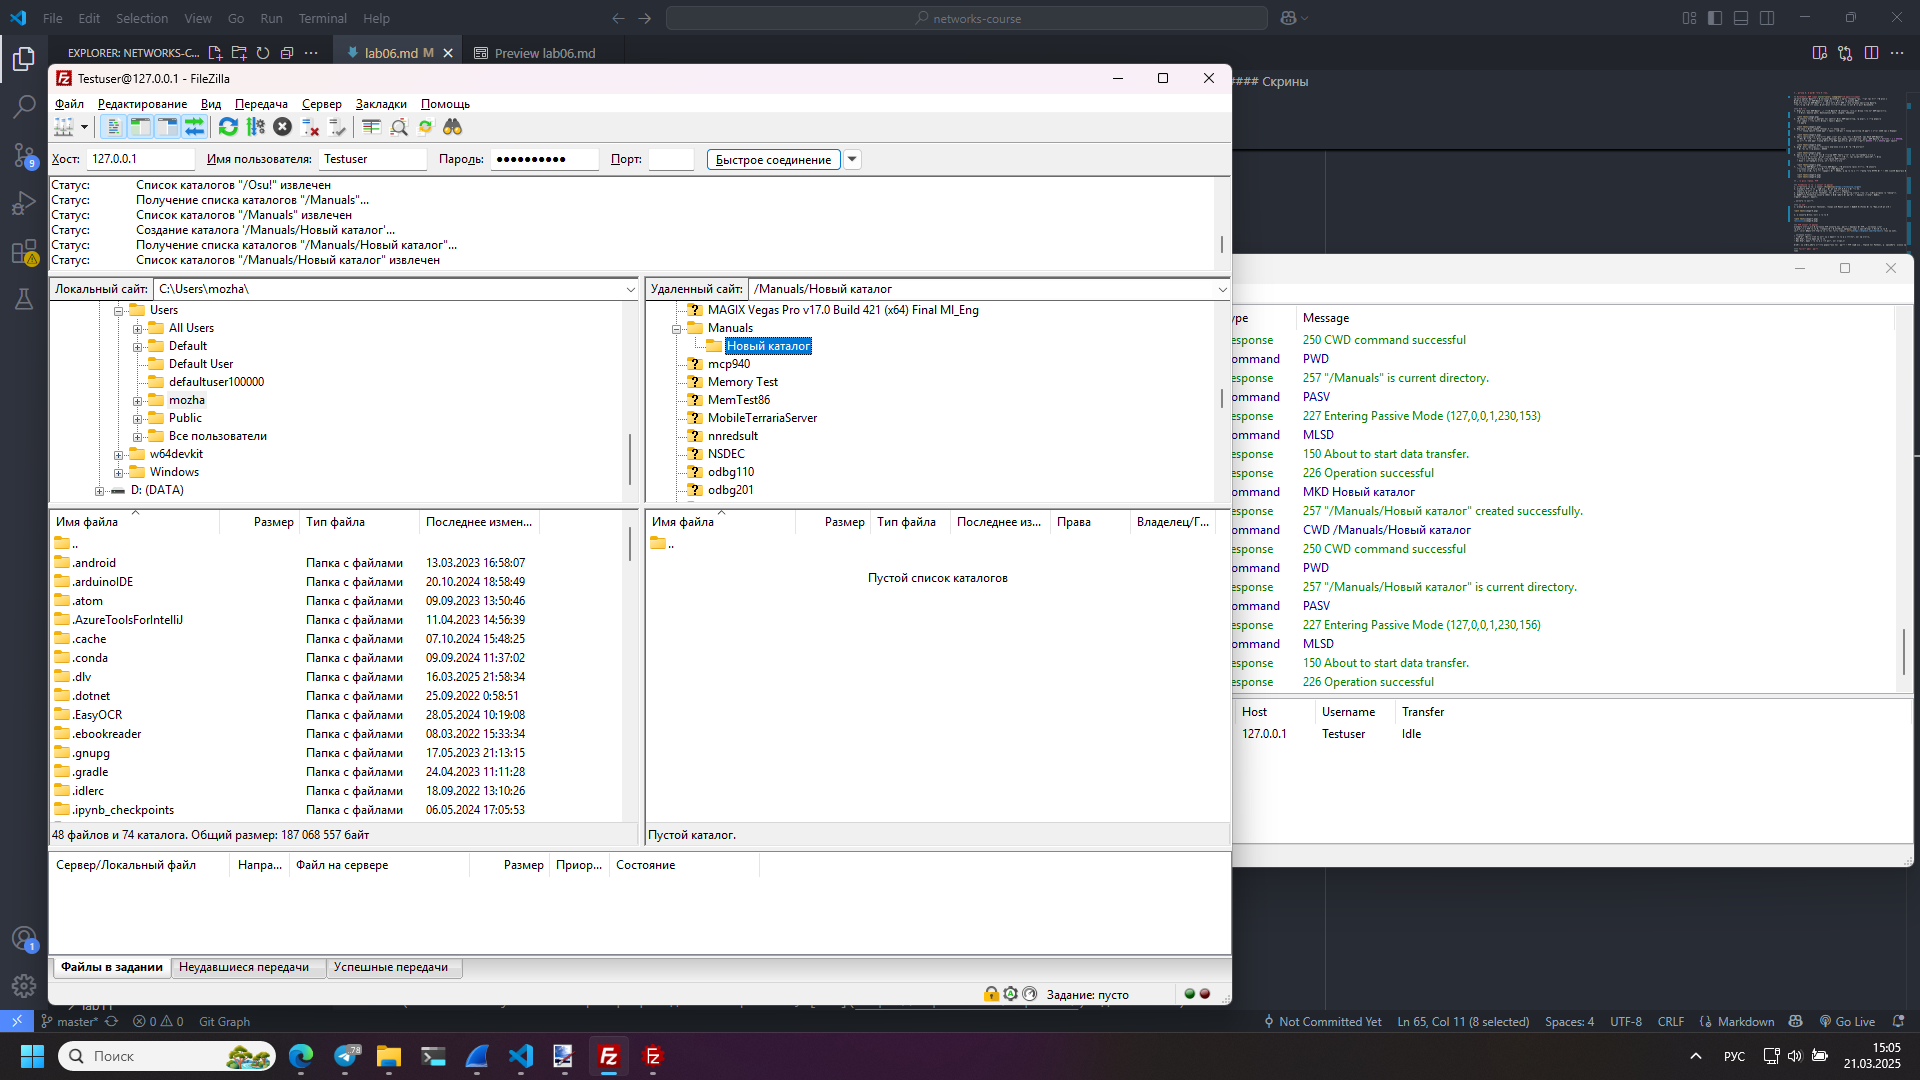 File Edit Selection View Go Run Terminal Help
networks-course
EXPLORER: NETWORKS-C...
lab06.md M
Preview lab06.md
#### Скрины
Testuser@127.0.0.1 - FileZilla
Файл Редактирование Вид Передача Сервер Закладки Помощь
Хост: 127.0.0.1 Имя пользователя: Testuser Пароль: ●●●●●●●●●● Порт: Быстрое соединение
Статус: Список каталогов "/Osu!" извлечен
Статус: Получение списка каталогов "/Manuals"...
Статус: Список каталогов "/Manuals" извлечен
Статус: Создание каталога '/Manuals/Новый каталог'...
Статус: Получение списка каталогов "/Manuals/Новый каталог"...
Статус: Список каталогов "/Manuals/Новый каталог" извлечен
Локальный сайт: C:\Users\mozha\
Users
All Users
Default
Default User
defaultuser100000
mozha
Public
Все пользователи
w64devkit
Windows
D: (DATA)
Удаленный сайт: /Manuals/Новый каталог
MAGIX Vegas Pro v17.0 Build 421 (x64) Final Ml_Eng
Manuals
Новый каталог
mcp940
Memory Test
MemTest86
MobileTerrariaServer
nnredsult
NSDEC
odbg110
odbg201
Имя файла Размер Тип файла Последнее измен...
..
.android Папка с файлами 13.03.2023 16:58:07
.arduinoIDE Папка с файлами 20.10.2024 18:58:49
.atom Папка с файлами 09.09.2023 13:50:46
.AzureToolsForIntelliJ Папка с файлами 11.04.2023 14:56:39
.cache Папка с файлами 07.10.2024 15:48:25
.conda Папка с файлами 09.09.2024 11:37:02
.dlv Папка с файлами 16.03.2025 21:58:34
.dotnet Папка с файлами 25.09.2022 0:58:51
.EasyOCR Папка с файлами 28.05.2024 10:19:08
.ebookreader Папка с файлами 08.03.2022 15:33:34
.gnupg Папка с файлами 17.05.2023 21:13:15
.gradle Папка с файлами 24.04.2023 11:11:28
.idlerc Папка с файлами 18.09.2022 13:10:26
.ipynb_checkpoints Папка с файлами 06.05.2024 17:05:53
48 файлов и 74 каталога. Общий размер: 187 068 557 байт
Имя файла Размер Тип файла Последнее из... Права Владелец/Г...
..
Пустой список каталогов
Пустой каталог.
Сервер/Локальный файл Напра... Файл на сервере Размер Приор... Состояние
Файлы в задании Неудавшиеся передачи Успешные передачи
Задание: пусто
ype Message
esponse 250 CWD command successful
ommand PWD
esponse 257 "/Manuals" is current directory.
ommand PASV
esponse 227 Entering Passive Mode (127,0,0,1,230,153)
ommand MLSD
esponse 150 About to start data transfer.
esponse 226 Operation successful
ommand MKD Новый каталог
esponse 257 "/Manuals/Новый каталог" created successfully.
ommand CWD /Manuals/Новый каталог
esponse 250 CWD command successful
ommand PWD
esponse 257 "/Manuals/Новый каталог" is current directory.
ommand PASV
esponse 227 Entering Passive Mode (127,0,0,1,230,156)
ommand MLSD
esponse 150 About to start data transfer.
esponse 226 Operation successful
Host Username Transfer
127.0.0.1 Testuser Idle
master* 0 0 Git Graph
Not Committed Yet Ln 65, Col 11 (8 selected) Spaces: 4 UTF-8 CRLF Markdown Go Live
Поиск
РУС
15:05
21.03.2025